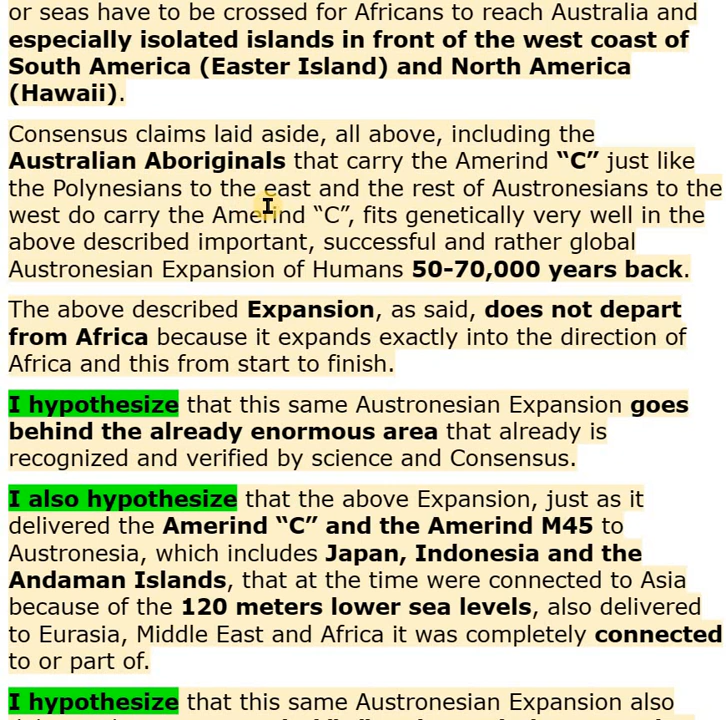 or seas have to be crossed for Africans to reach Australia and
especially isolated islands in front of the west coast of
South America (Easter Island) and North America
(Hawaii).
Consensus claims laid aside, all above, including the
Australian Aboriginals that carry the Amerind “C” just like
the Polynesians to the east and the rest of Austronesians to the
west do carry the Amerind “C”, fits genetically very well in the
above described important, successful and rather global
Austronesian Expansion of Humans 50-70,000 years back.
The above described Expansion, as said, does not depart
from Africa because it expands exactly into the direction of
Africa and this from start to finish.
I hypothesize that this same Austronesian Expansion goes
behind the already enormous area that already is
recognized and verified by science and Consensus.
I also hypothesize that the above Expansion, just as it
delivered the Amerind “C” and the Amerind M45 to
Austronesia, which includes Japan, Indonesia and the
Andaman Islands, that at the time were connected to Asia
because of the 120 meters lower sea levels, also delivered
to Eurasia, Middle East and Africa it was completely connected
to or part of.
I hypothesize that this same Austronesian Expansion also